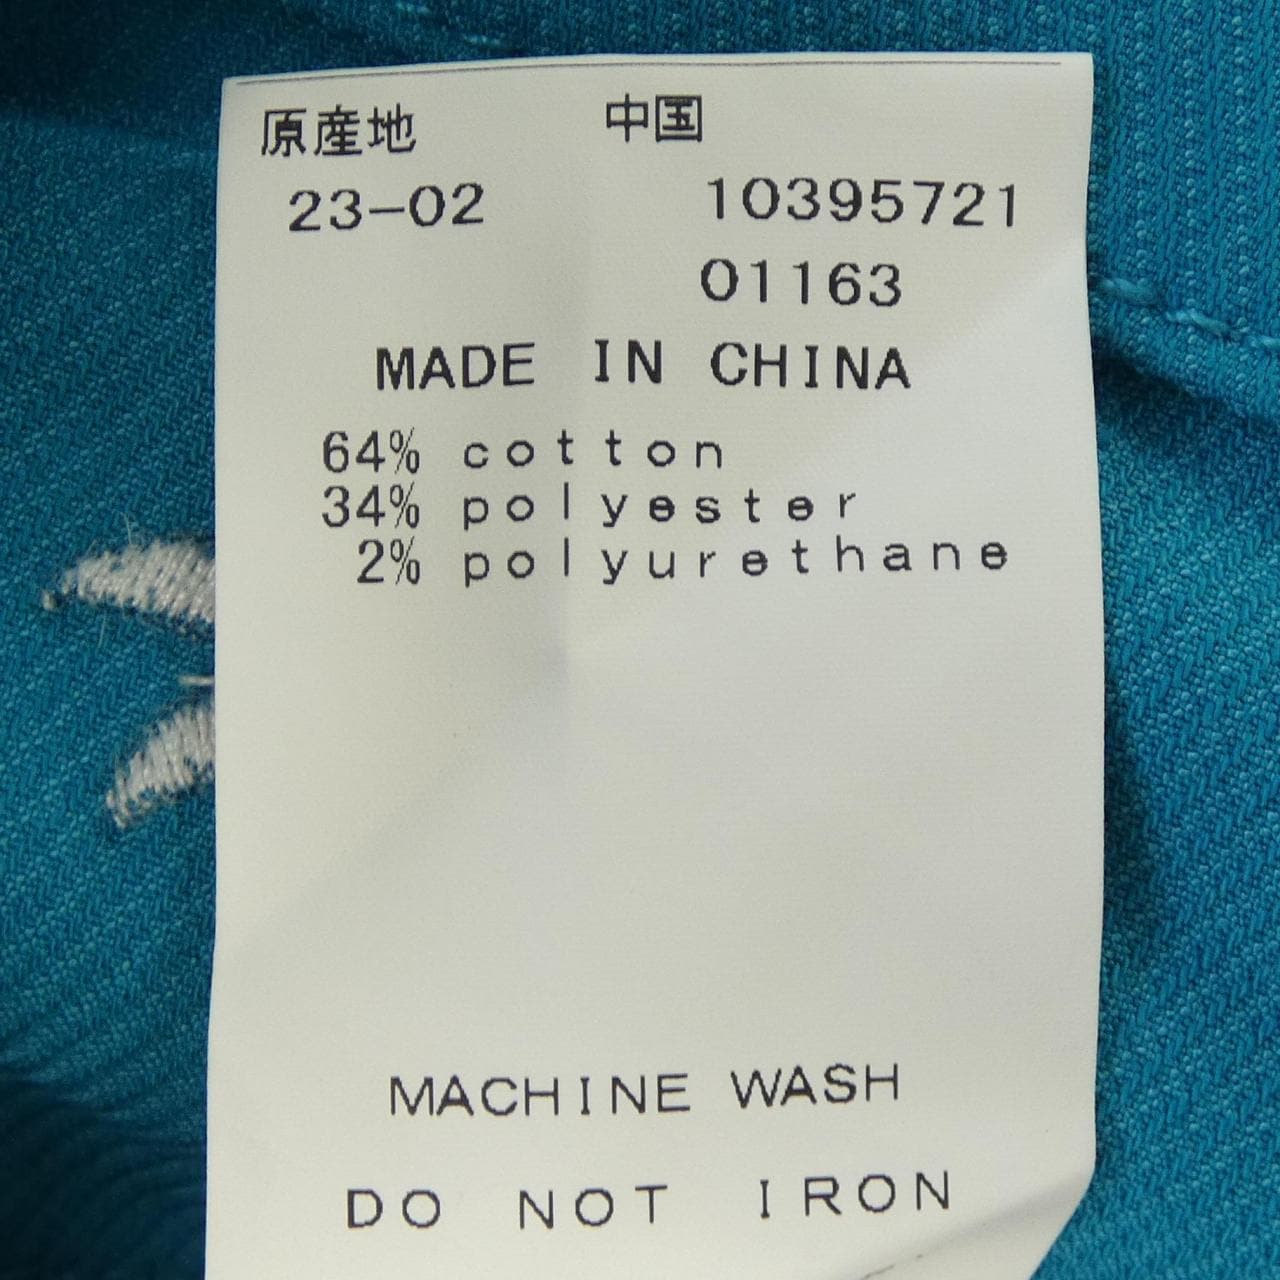 原産地 中国
23-02 10395721
01163
MADE IN CHINA
64% cotton
34% polyester
2% polyurethane
MACHINE WASH
DO NOT IRON